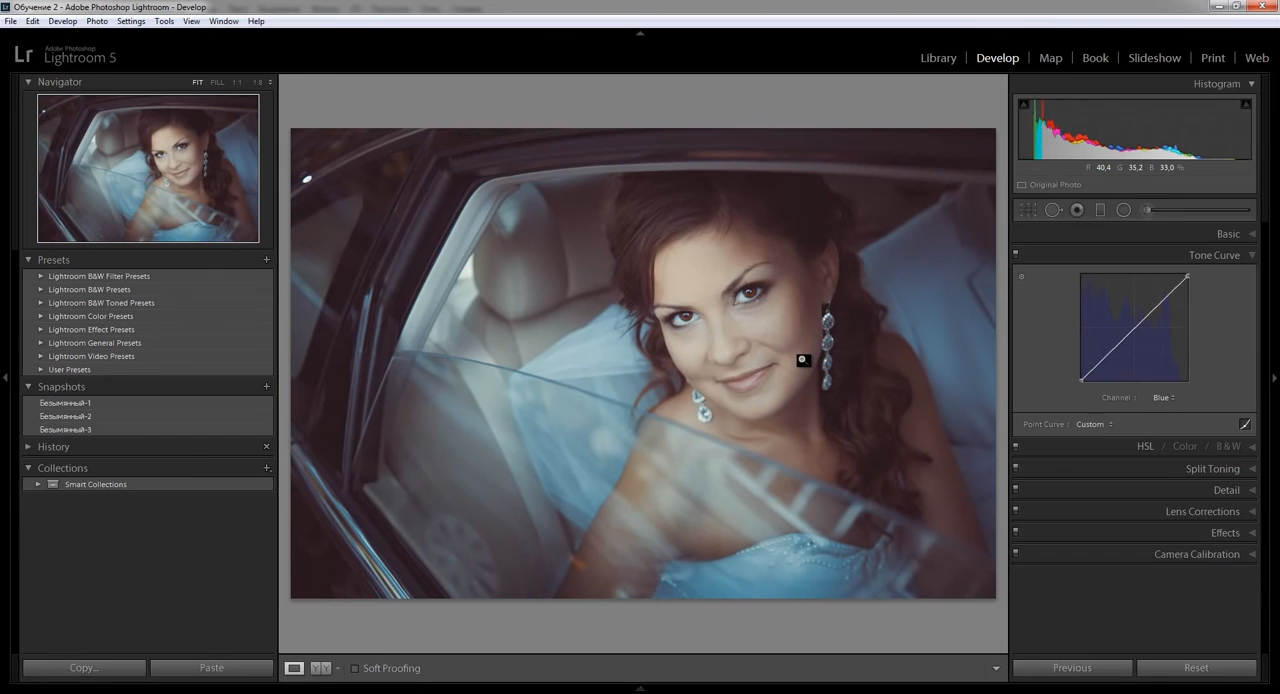 Обучение 2 - Adobe Photoshop Lightroom - Develop
File Edit Develop Photo Settings Tools View Window Help
Lr Adobe Photoshop
Lightroom 5
Library | Develop | Map | Book | Slideshow | Print | Web
Navigator FIT FILL 1:1 1:8
Presets
Lightroom B&W Filter Presets
Lightroom B&W Presets
Lightroom B&W Toned Presets
Lightroom Color Presets
Lightroom Effect Presets
Lightroom General Presets
Lightroom Video Presets
User Presets
Snapshots
Безымянный-1
Безымянный-2
Безымянный-3
History
Collections
Smart Collections
Copy... Paste
Soft Proofing
Histogram
R 40,4 G 35,2 B 33,0 %
Original Photo
Basic
Tone Curve
Channel : Blue
Point Curve : Custom
HSL / Color / B & W
Split Toning
Detail
Lens Corrections
Effects
Camera Calibration
Previous Reset